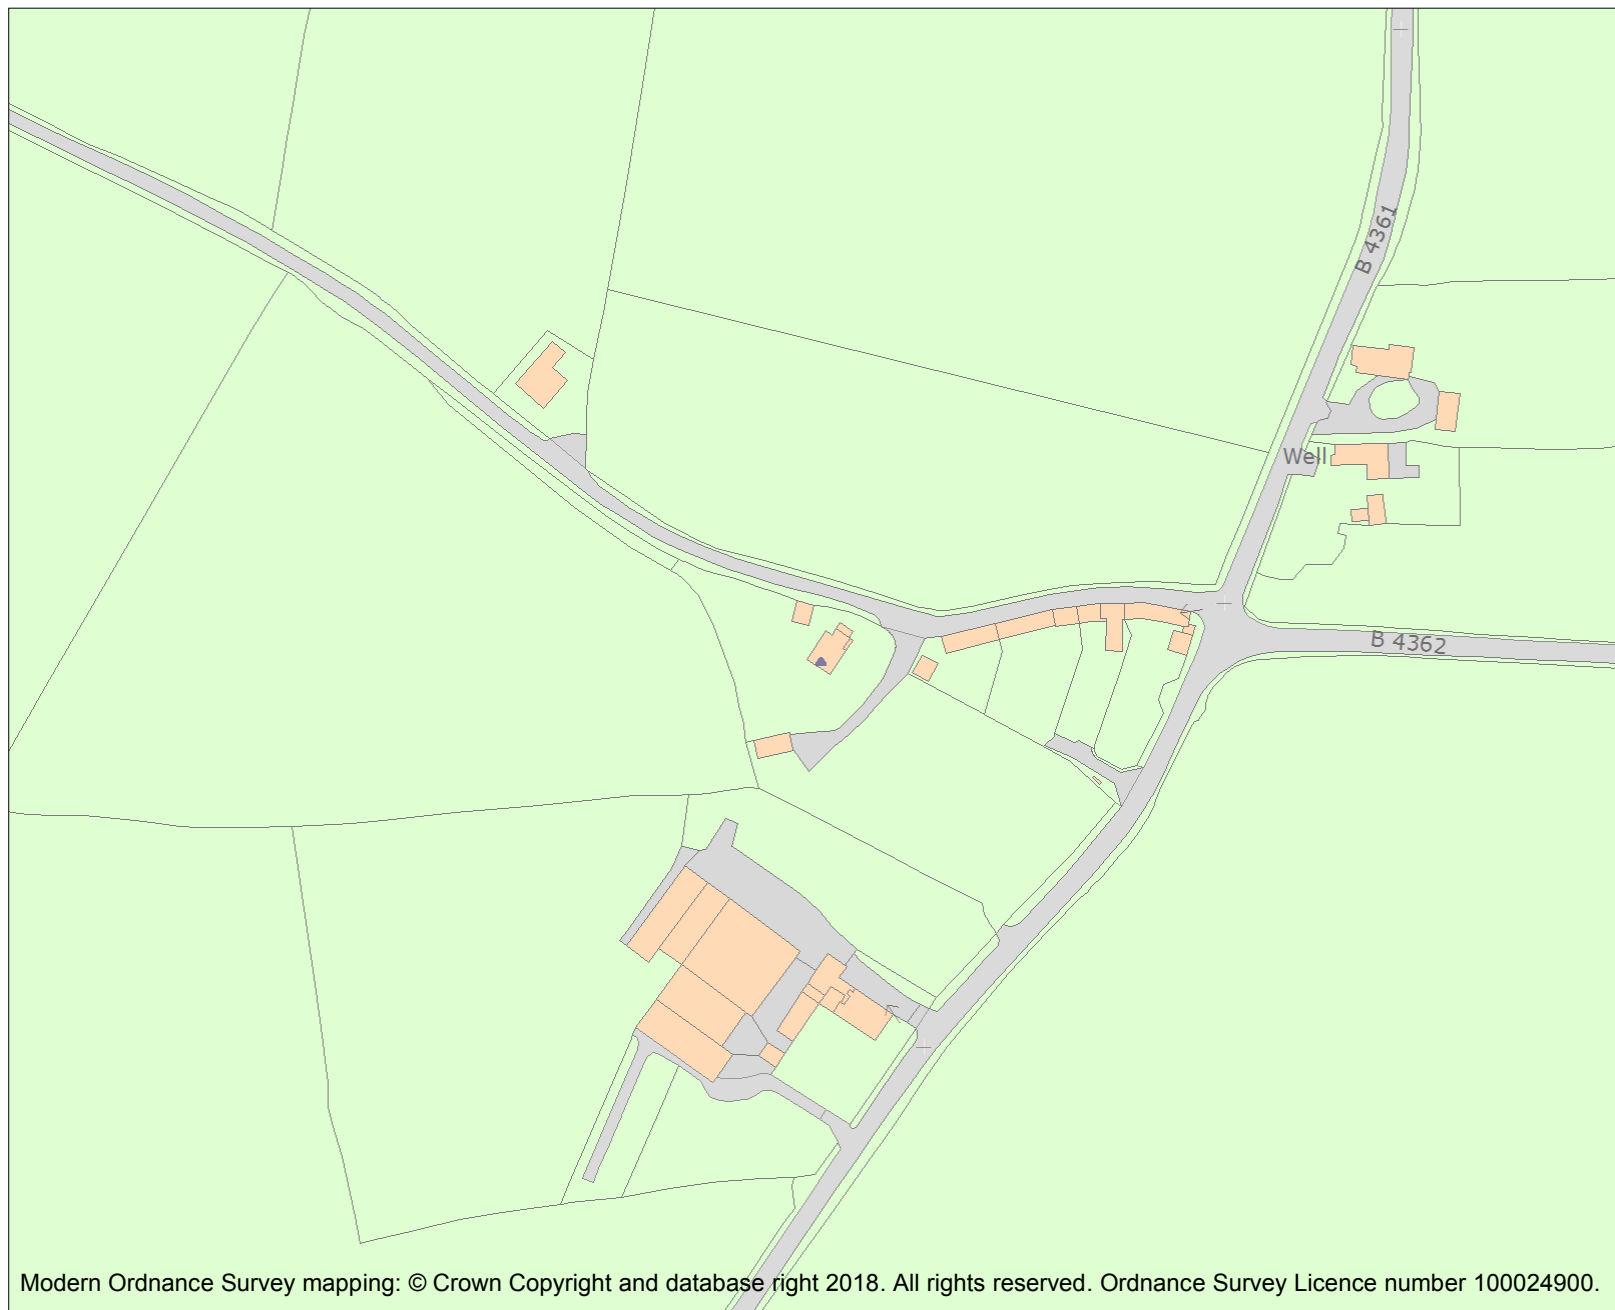 B 4361
Well
B 4362
Modern Ordnance Survey mapping: © Crown Copyright and database right 2018. All rights reserved. Ordnance Survey Licence number 100024900.